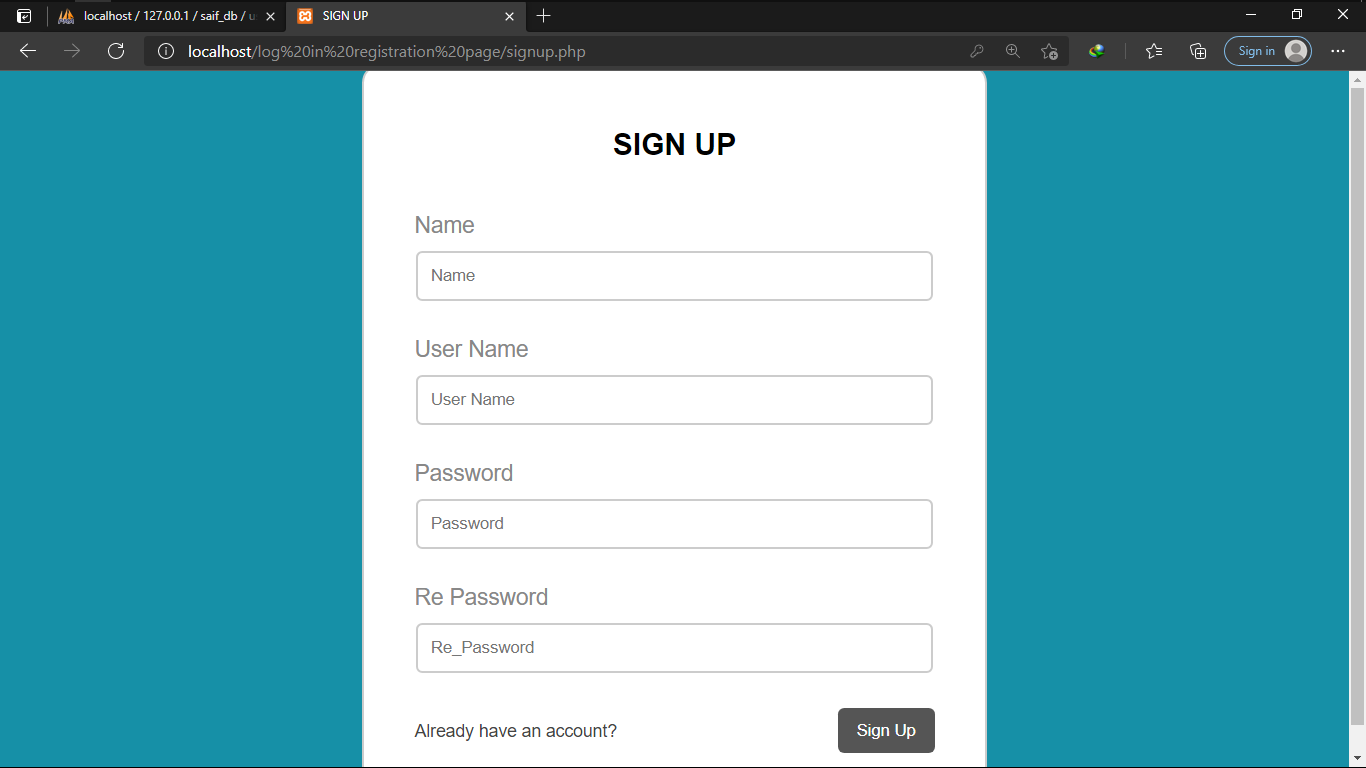 localhost / 127.0.0.1 / saif_db / us
SIGN UP
localhost/log%20in%20registration%20page/signup.php
Sign in
SIGN UP
Name
Name
User Name
User Name
Password
Password
Re Password
Re_Password
Already have an account?
Sign Up